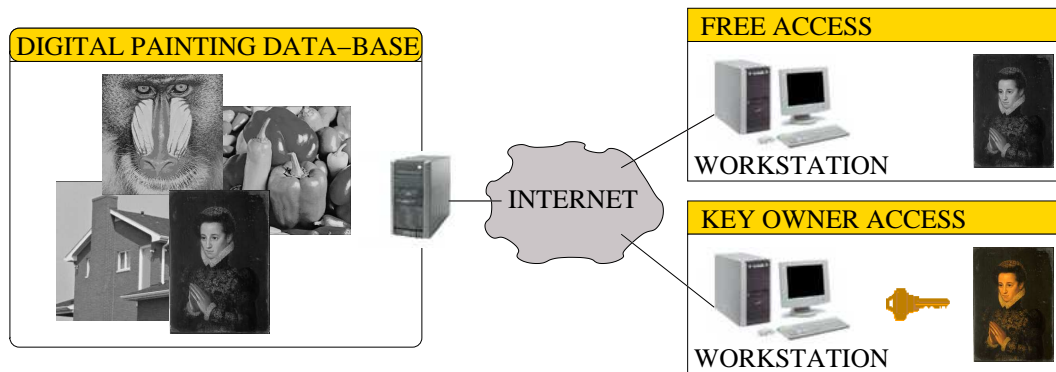 DIGITAL PAINTING DATA–BASE
INTERNET
FREE ACCESS
WORKSTATION
KEY OWNER ACCESS
WORKSTATION